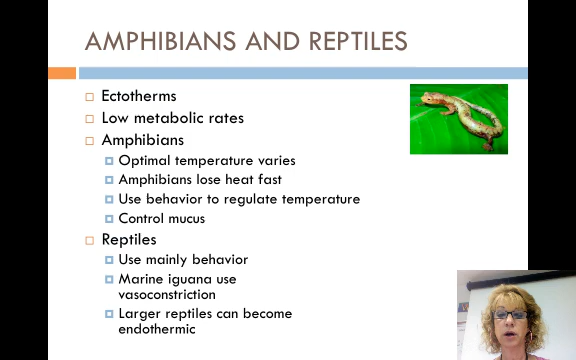 AMPHIBIANS AND REPTILES
Ectotherms
Low metabolic rates
Amphibians
Optimal temperature varies
Amphibians lose heat fast
Use behavior to regulate temperature
Control mucus
Reptiles
Use mainly behavior
Marine iguana use
vasoconstriction
Larger reptiles can become
endothermic